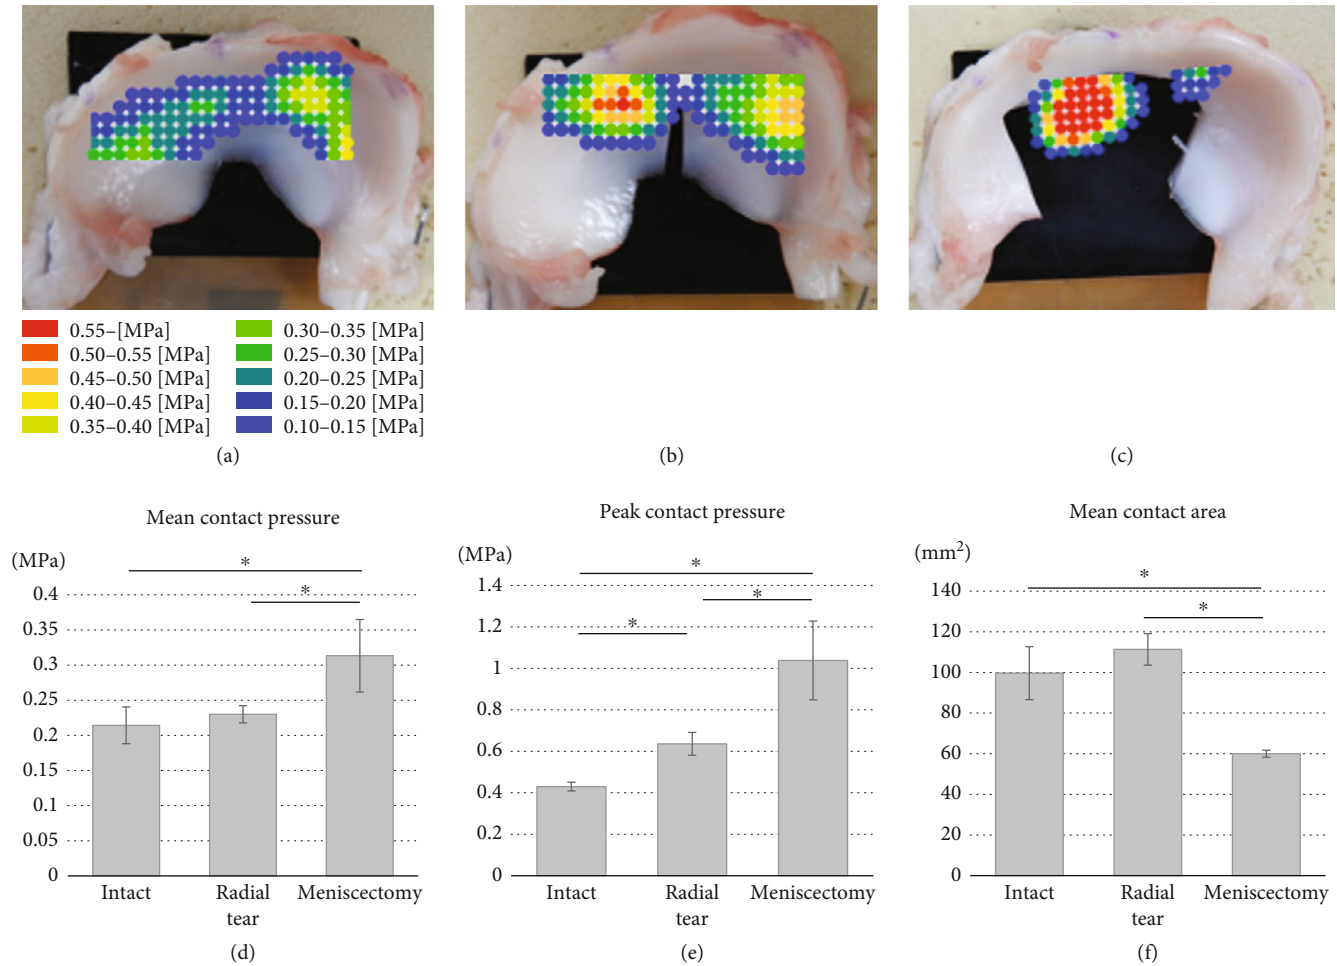 0.55–[MPa]
0.50–0.55 [MPa]
0.45–0.50 [MPa]
0.40–0.45 [MPa]
0.35–0.40 [MPa]
0.30–0.35 [MPa]
0.25–0.30 [MPa]
0.20–0.25 [MPa]
0.15–0.20 [MPa]
0.10–0.15 [MPa]
(a)
(b)
(c)
Mean contact pressure
(MPa)
*
*
0.4
0.35
0.3
0.25
0.2
0.15
0.1
0.05
0
Intact
Radial
tear
Meniscectomy
(d)
Peak contact pressure
(MPa)
*
*
*
1.4
1.2
1
0.8
0.6
0.4
0.2
0
Intact
Radial
tear
Meniscectomy
(e)
Mean contact area
(mm²)
*
*
140
120
100
80
60
40
20
0
Intact
Radial
tear
Meniscectomy
(f)